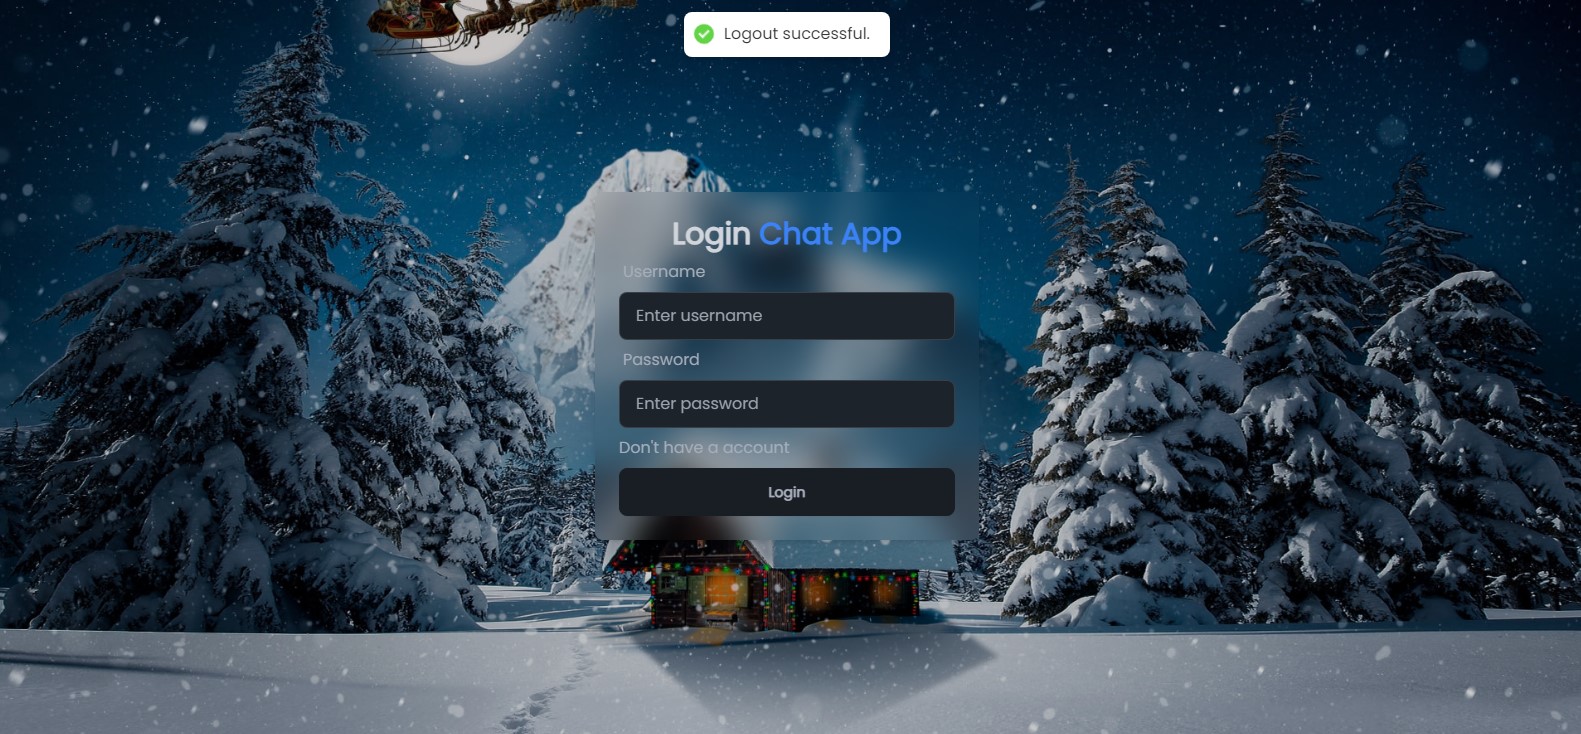 Logout successful.
Login Chat App
Username
Enter username
Password
Enter password
Don't have a account
Login